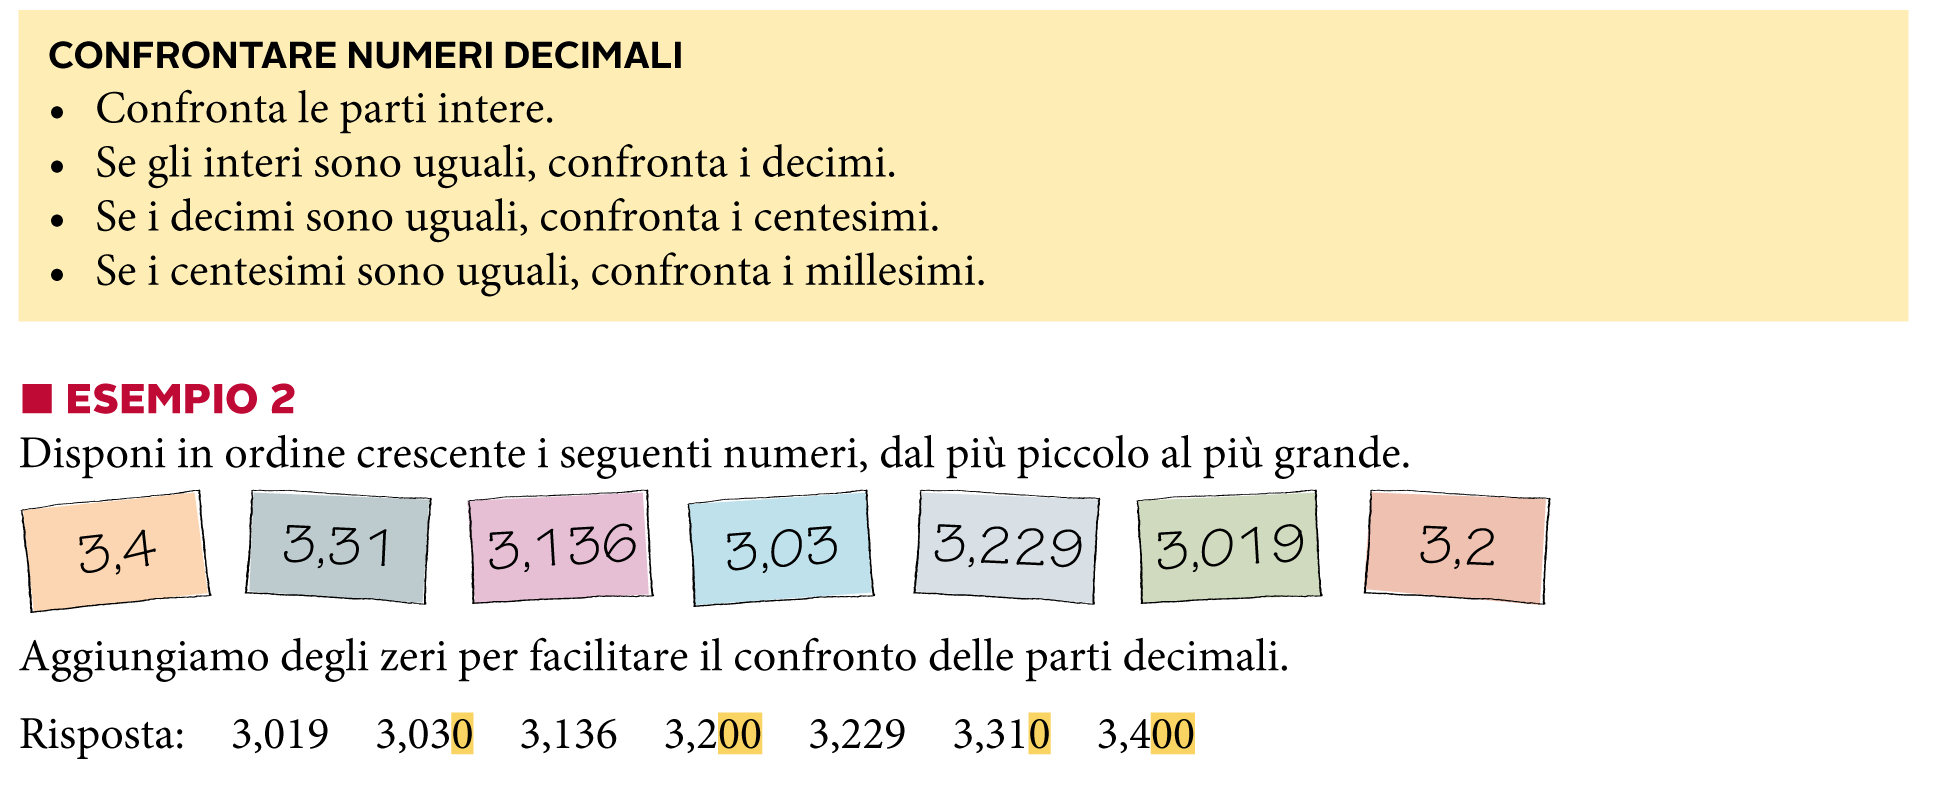 CONFRONTARE NUMERI DECIMALI
• Confronta le parti intere.
• Se gli interi sono uguali, confronta i decimi.
• Se i decimi sono uguali, confronta i centesimi.
• Se i centesimi sono uguali, confronta i millesimi.
■ ESEMPIO 2
Disponi in ordine crescente i seguenti numeri, dal più piccolo al più grande.
3,4 3,31 3,136 3,03 3,229 3,019 3,2
Aggiungiamo degli zeri per facilitare il confronto delle parti decimali.
Risposta: 3,019 3,030 3,136 3,200 3,229 3,310 3,400